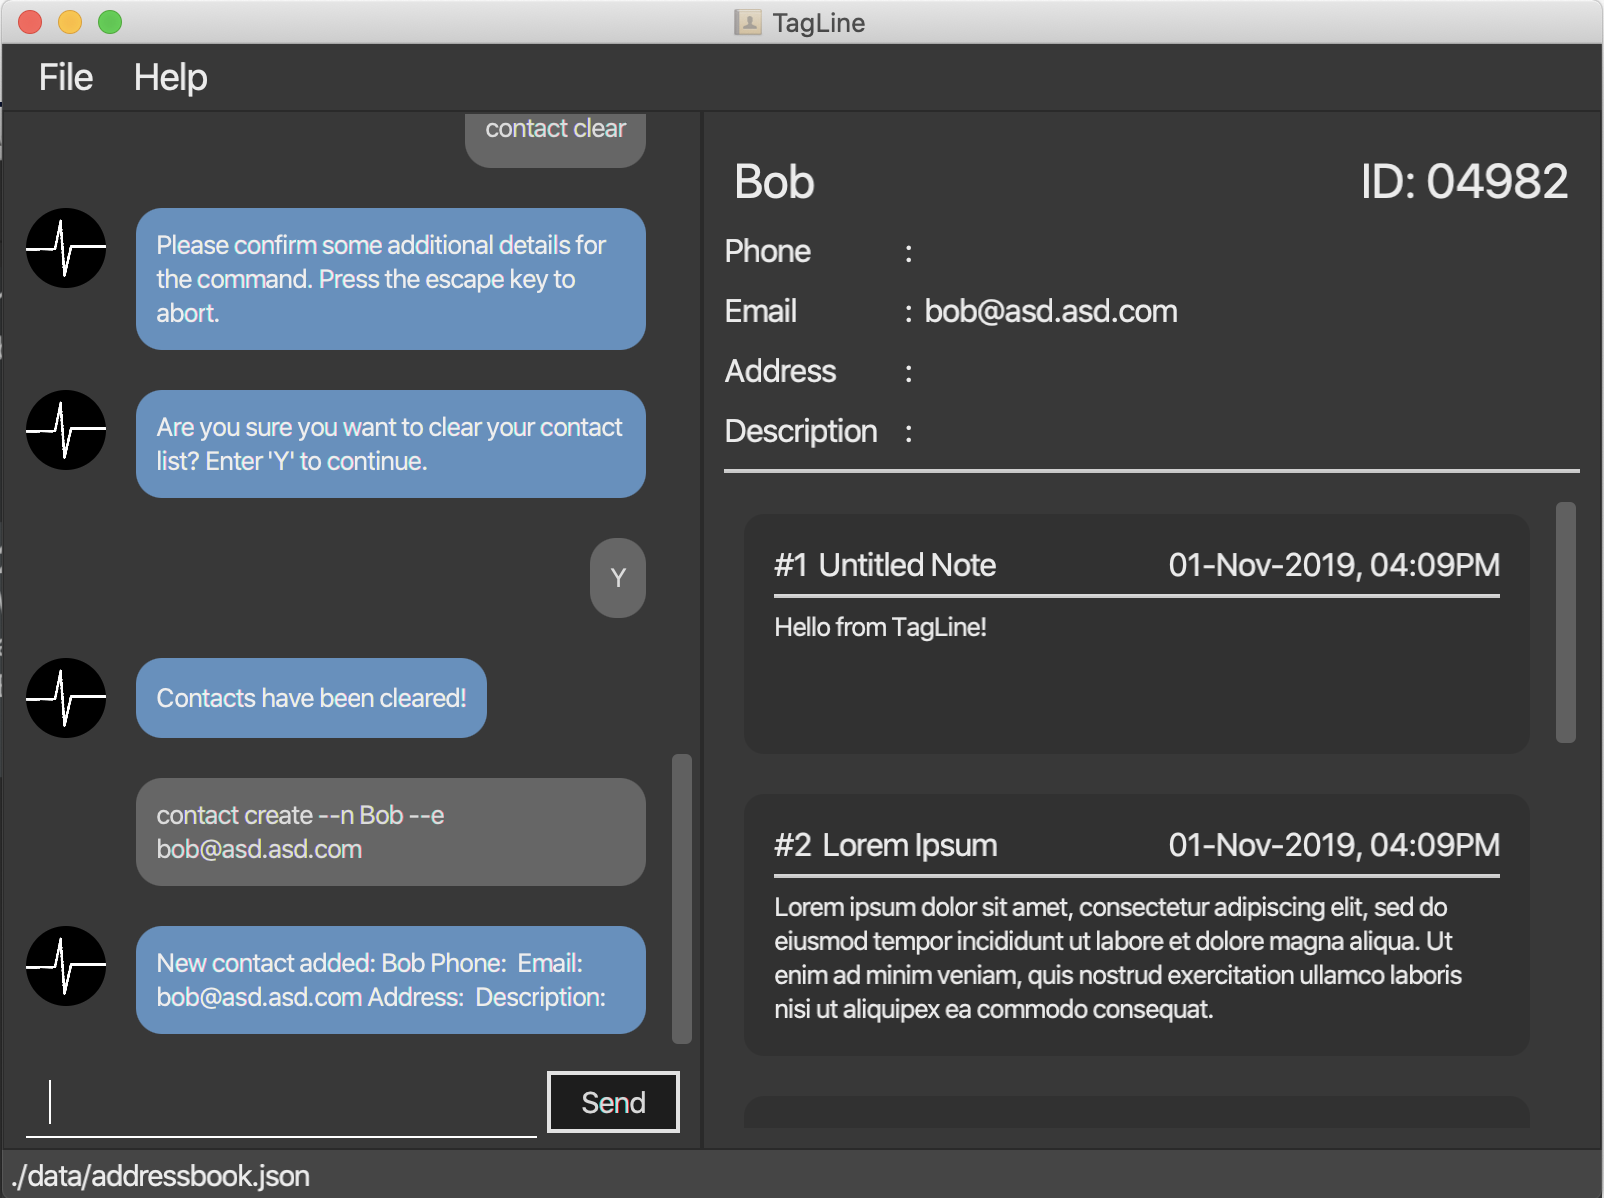 TagLine
File Help
contact clear
Please confirm some additional details for
the command. Press the escape key to
abort.
Are you sure you want to clear your contact
list? Enter 'Y' to continue.
Y
Contacts have been cleared!
contact create --n Bob --e
bob@asd.asd.com
New contact added: Bob Phone:  Email:
bob@asd.asd.com Address:  Description:
Send
Bob ID: 04982
Phone :
Email : bob@asd.asd.com
Address :
Description :
#1 Untitled Note 01-Nov-2019, 04:09PM
Hello from TagLine!
#2 Lorem Ipsum 01-Nov-2019, 04:09PM
Lorem ipsum dolor sit amet, consectetur adipiscing elit, sed do
eiusmod tempor incididunt ut labore et dolore magna aliqua. Ut
enim ad minim veniam, quis nostrud exercitation ullamco laboris
nisi ut aliquipex ea commodo consequat.
./data/addressbook.json